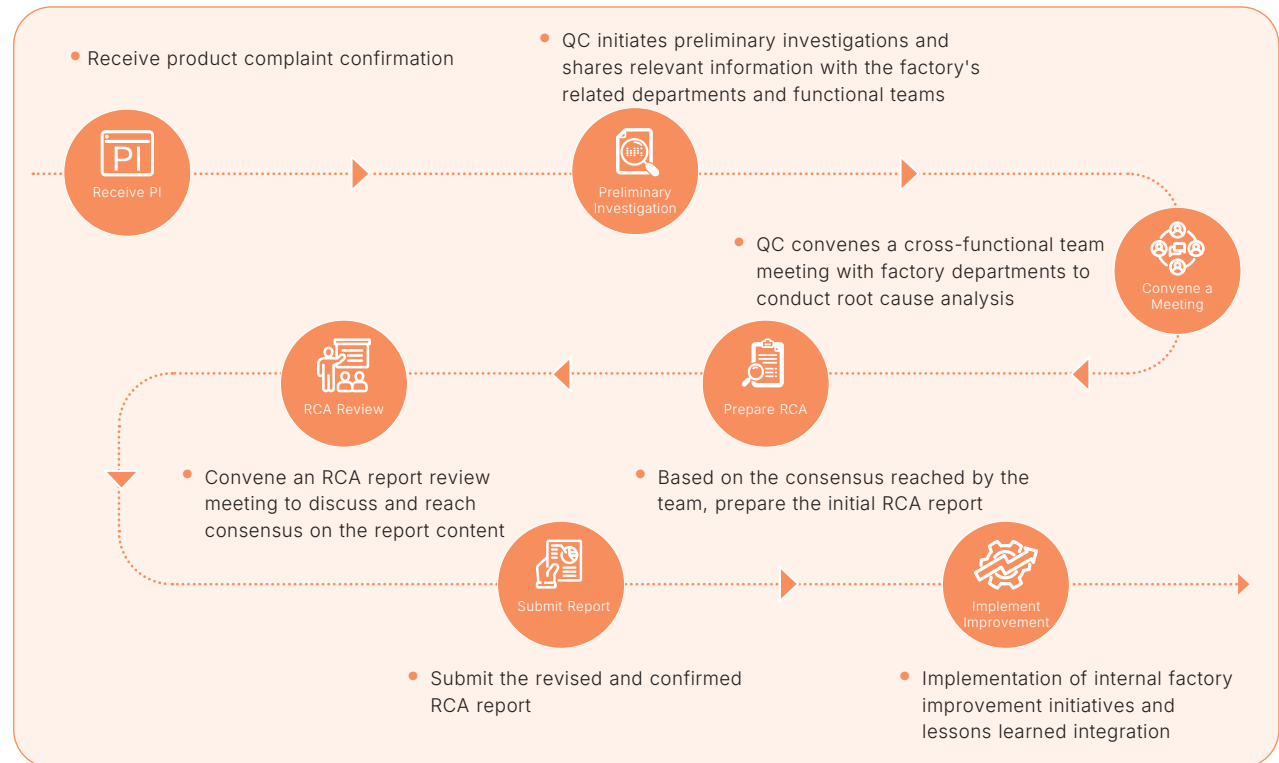 Receive product complaint confirmation
PI
Receive PI
QC initiates preliminary investigations and
shares relevant information with the factory's
related departments and functional teams
Preliminary
Investigation
QC convenes a cross-functional team
meeting with factory departments to
conduct root cause analysis
Convene a
Meeting
Prepare RCA
Based on the consensus reached by the
team, prepare the initial RCA report
RCA Review
Convene an RCA report review
meeting to discuss and reach
consensus on the report content
Submit Report
Submit the revised and confirmed
RCA report
Implement
Improvement
Implementation of internal factory
improvement initiatives and
lessons learned integration